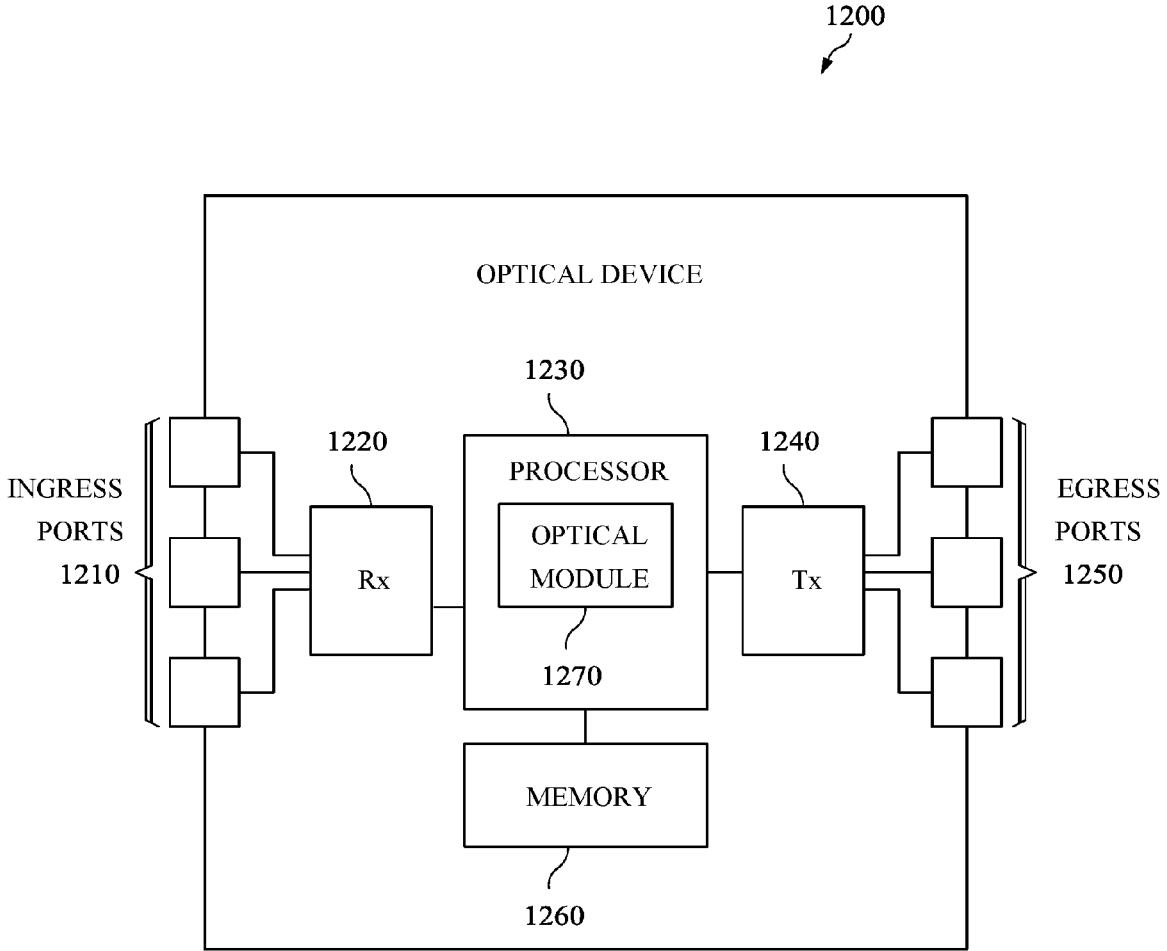 1200
OPTICAL DEVICE
1230
1220
1240
PROCESSOR
INGRESS
PORTS
1210
EGRESS
PORTS
1250
OPTICAL
MODULE
Rx
Tx
1270
MEMORY
1260